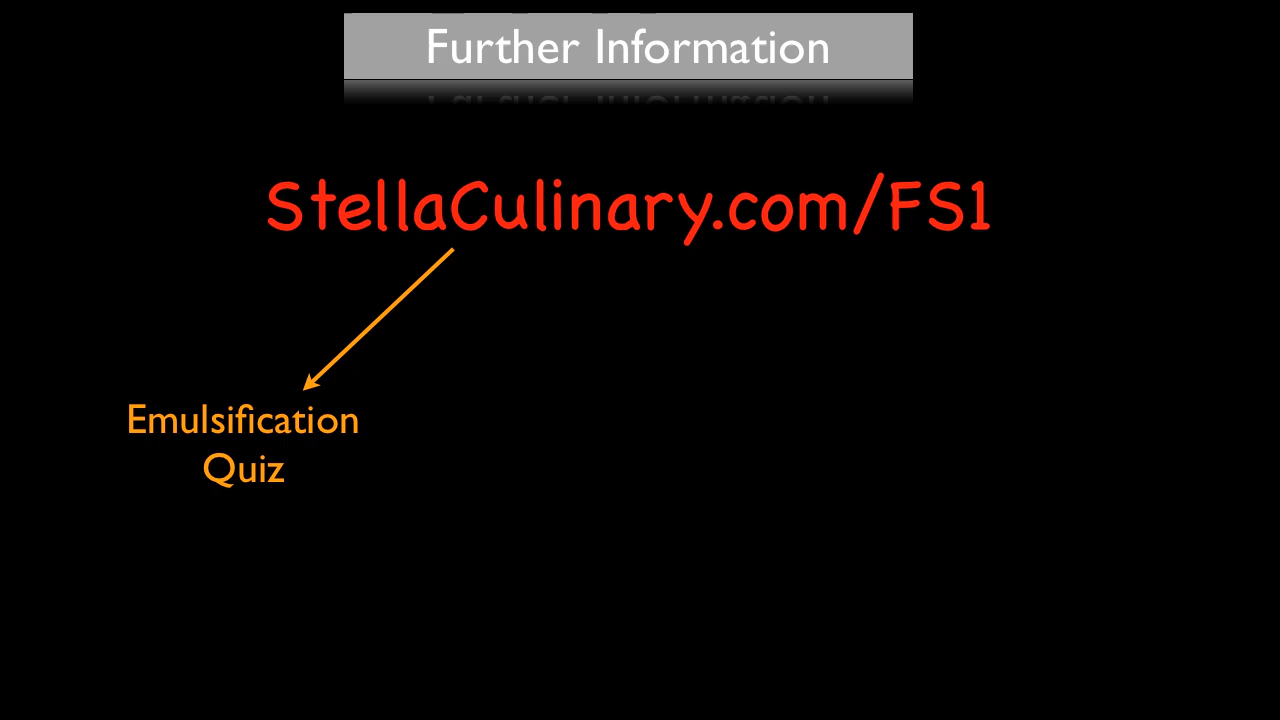 Further Information
StellaCulinary.com/FS1
Emulsification
Quiz